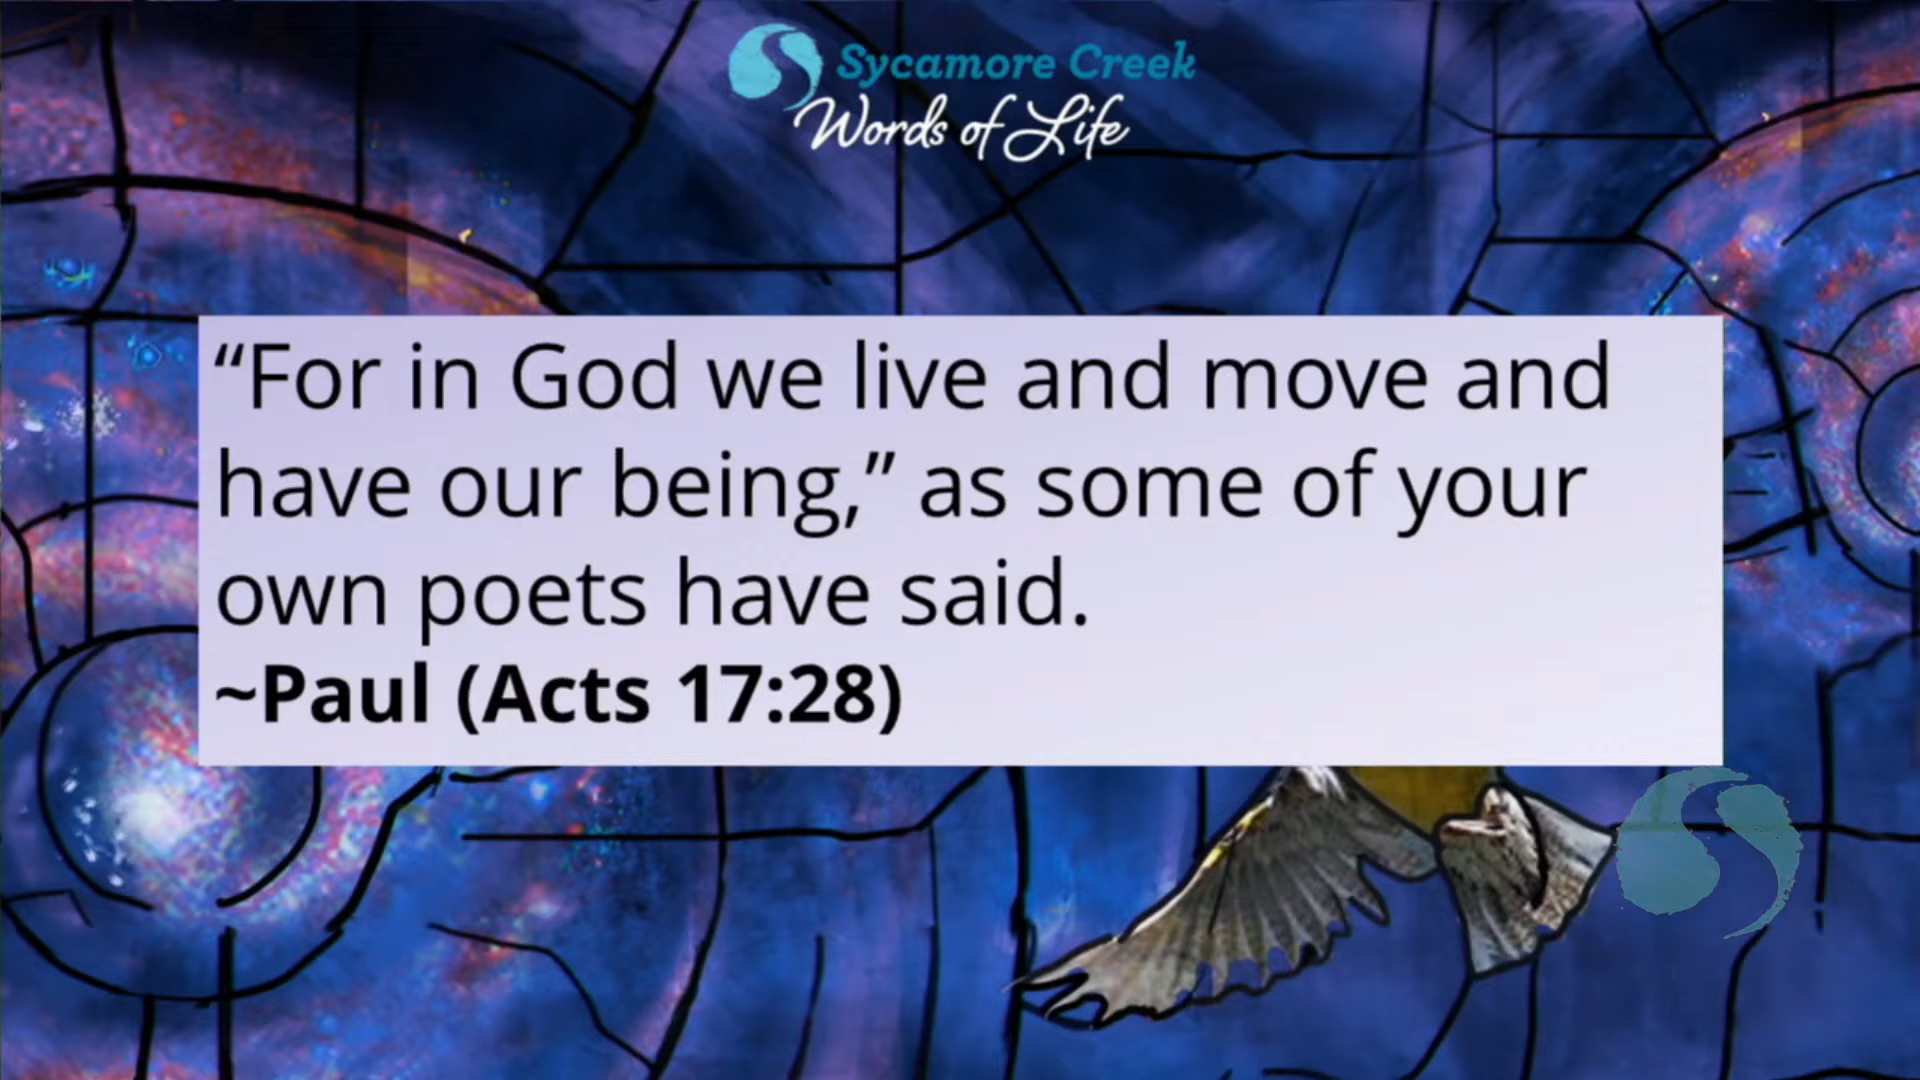 Sycamore Creek
Words of Life
“For in God we live and move and
have our being,” as some of your
own poets have said.
~Paul (Acts 17:28)